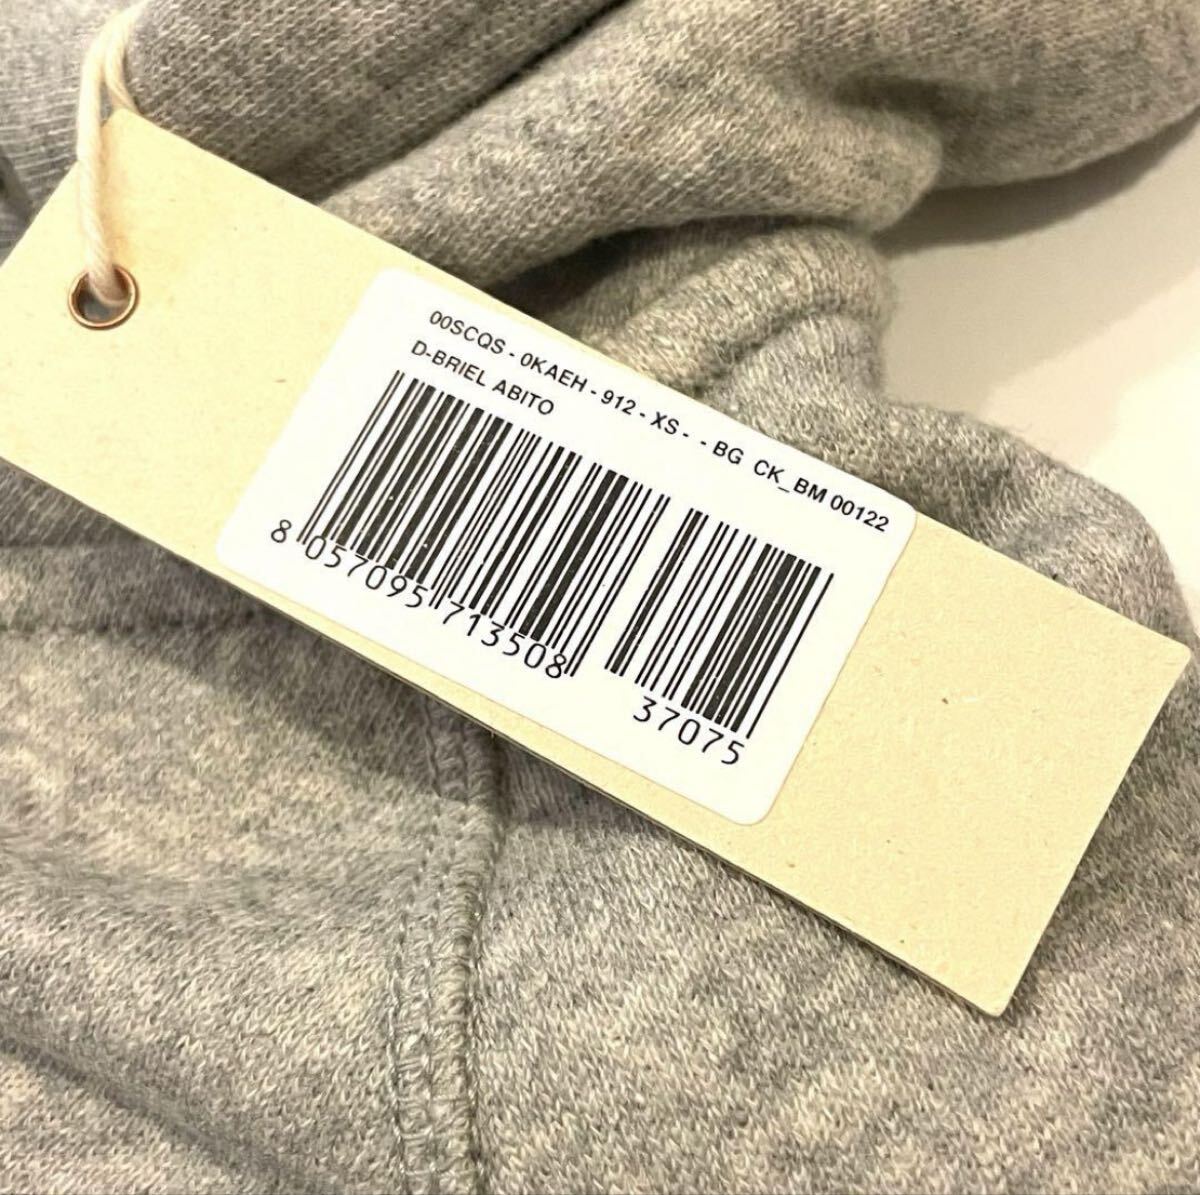 00SCQS - 0KAEH - 912 - XS - - BG CK_BM 00122
D-BRIEL ABITO
8 057095 713508
37075